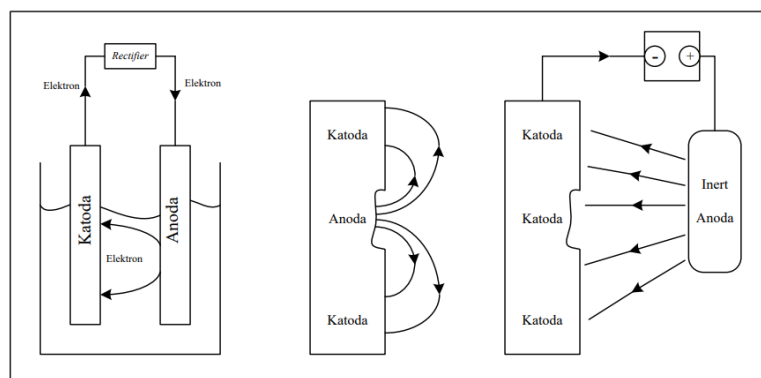 Rectifier
Elektron
Elektron
Katoda
Anoda
Elektron
Katoda
Anoda
Katoda
- +
Katoda
Katoda
Katoda
Inert
Anoda